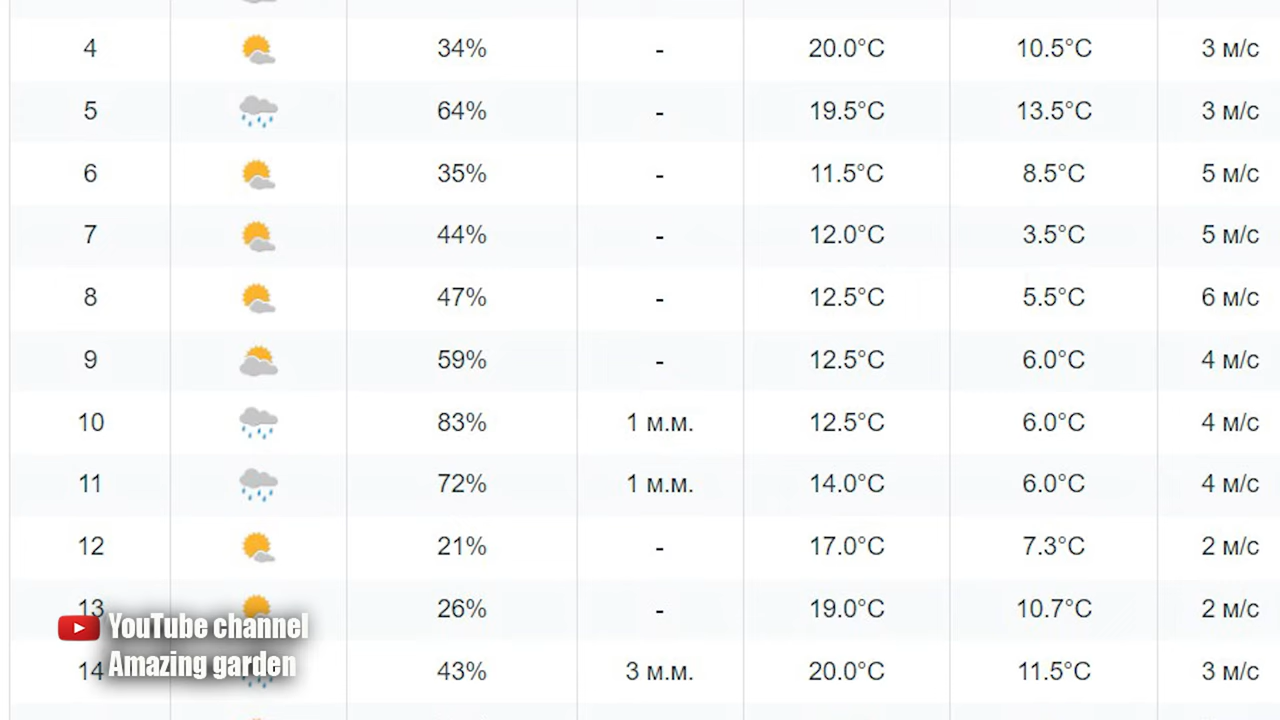 4 34% - 20.0°C 10.5°C 3 м/с
5 64% - 19.5°C 13.5°C 3 м/с
6 35% - 11.5°C 8.5°C 5 м/с
7 44% - 12.0°C 3.5°C 5 м/с
8 47% - 12.5°C 5.5°C 6 м/с
9 59% - 12.5°C 6.0°C 4 м/с
10 83% 1 м.м. 12.5°C 6.0°C 4 м/с
11 72% 1 м.м. 14.0°C 6.0°C 4 м/с
12 21% - 17.0°C 7.3°C 2 м/с
13 26% - 19.0°C 10.7°C 2 м/с
YouTube channel
Amazing garden
14 43% 3 м.м. 20.0°C 11.5°C 3 м/с